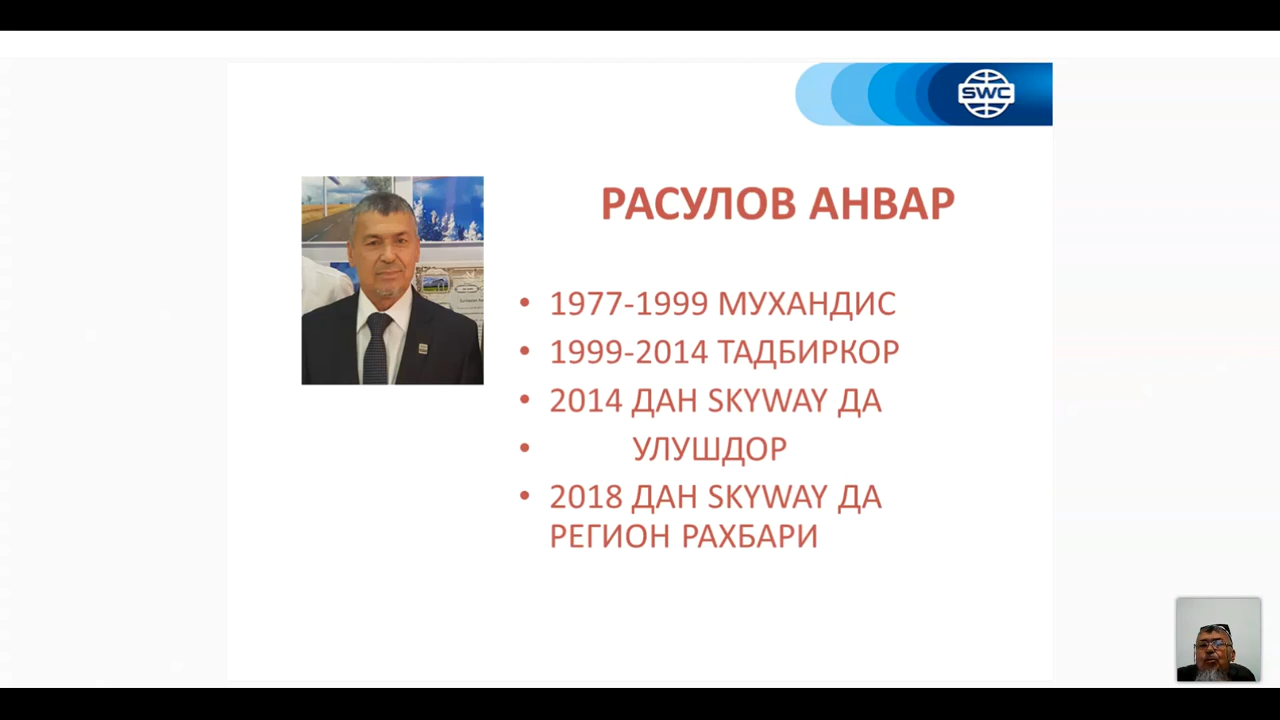 SWC
РАСУЛОВ АНВАР
• 1977-1999 МУХАНДИС
• 1999-2014 ТАДБИРКОР
• 2014 ДАН SKYWAY ДА
• УЛУШДОР
• 2018 ДАН SKYWAY ДА
РЕГИОН РАХБАРИ